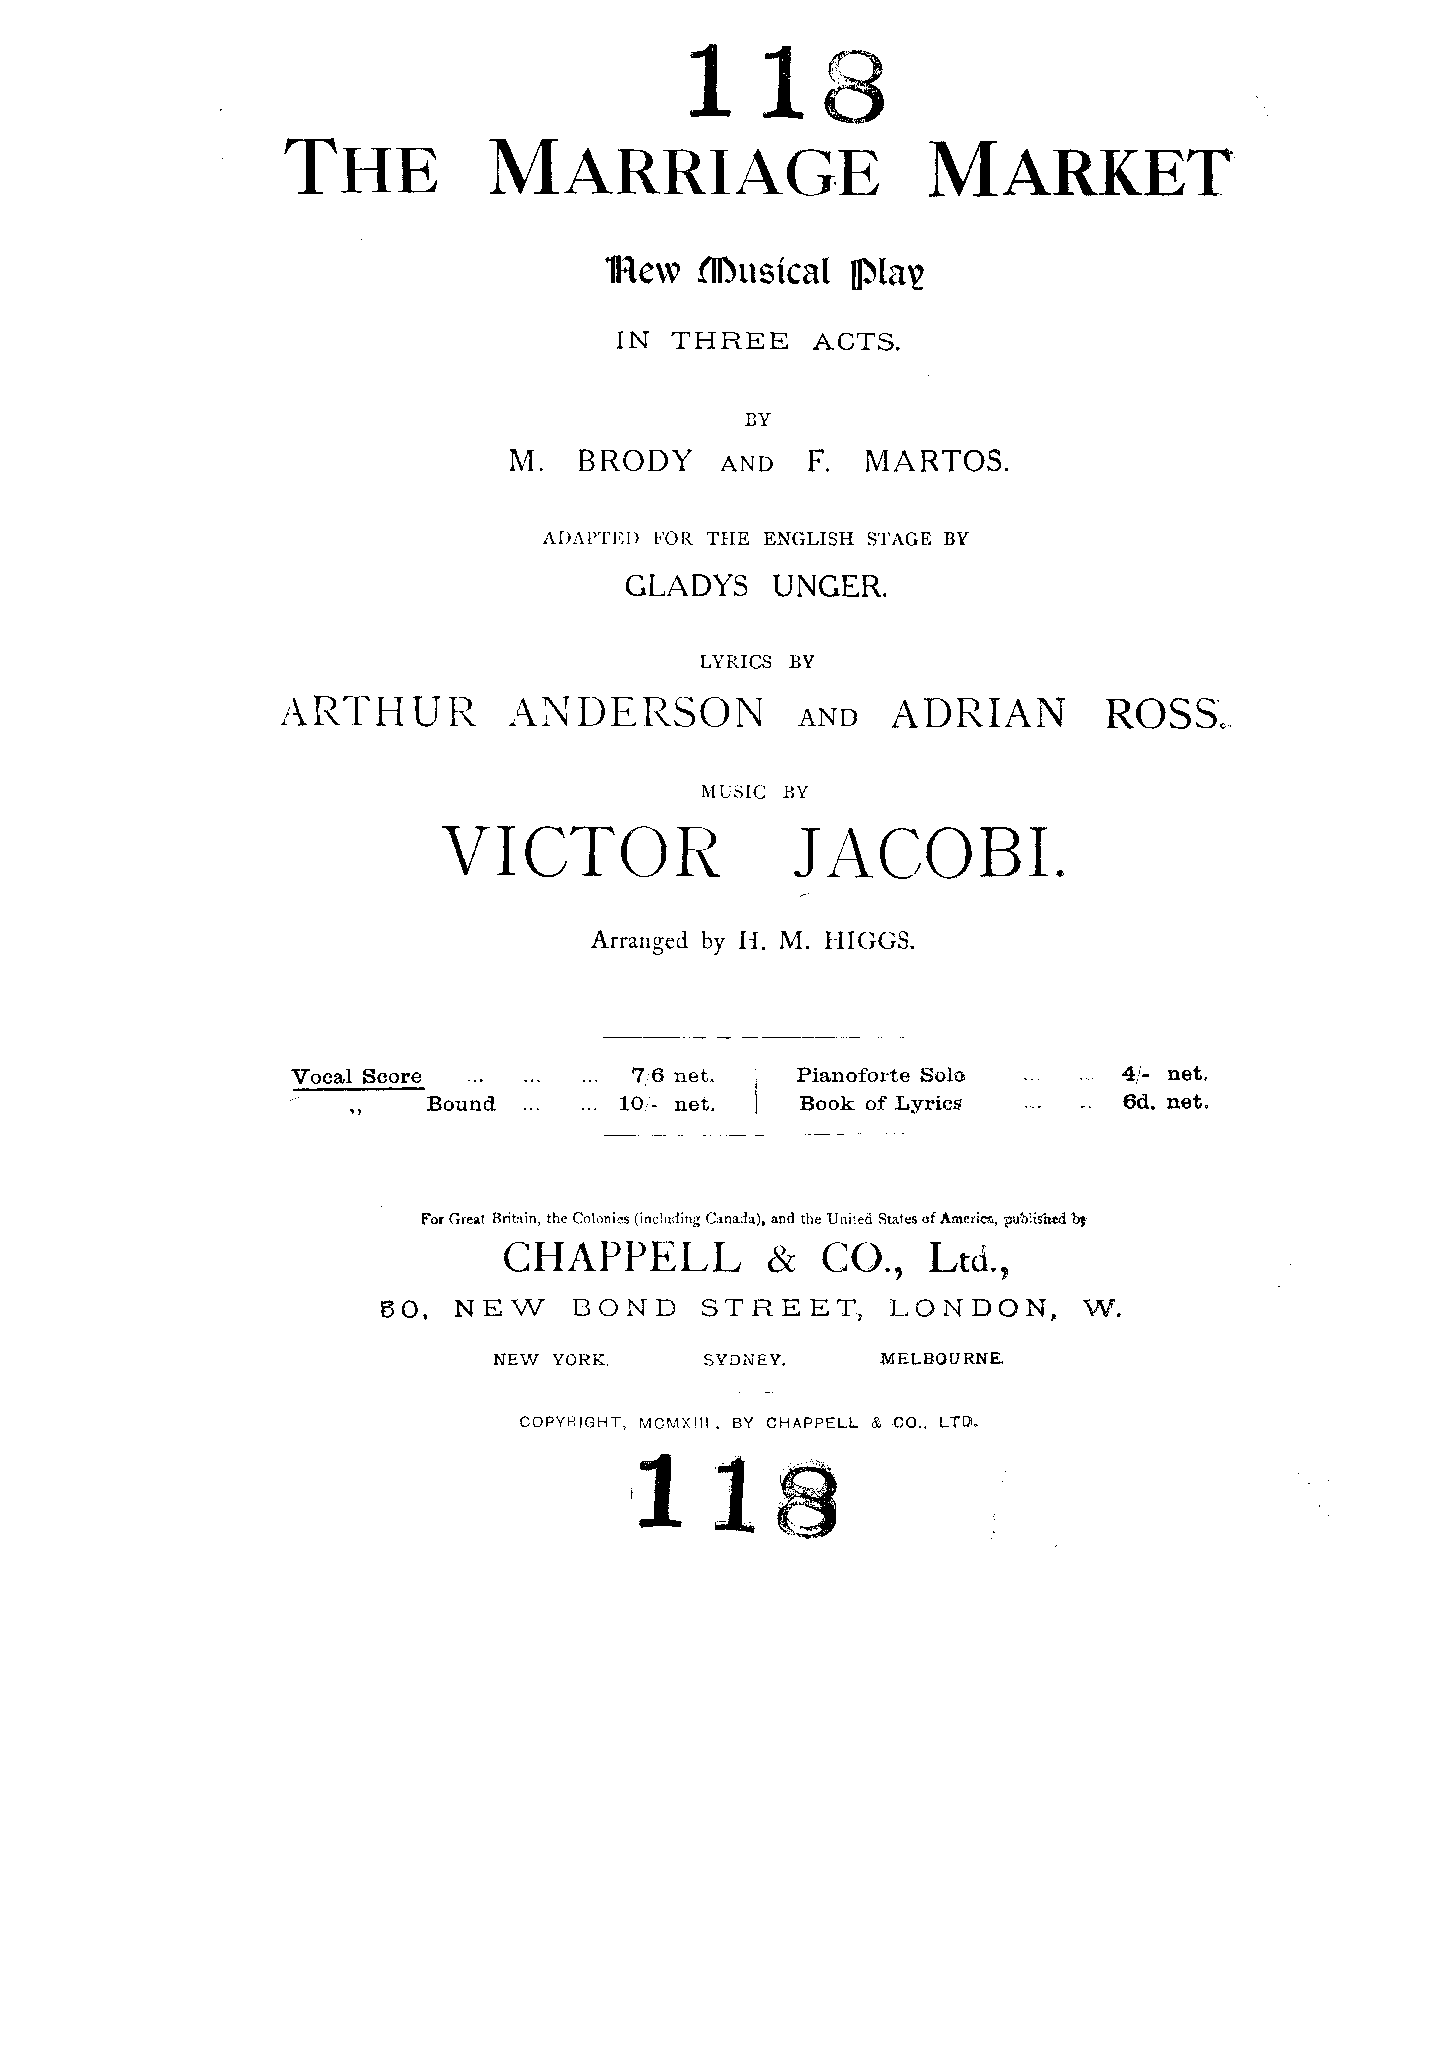 118
THE MARRIAGE MARKET
New Musical Play
IN THREE ACTS.
BY
M. BRODY AND F. MARTOS.
ADAPTED FOR THE ENGLISH STAGE BY
GLADYS UNGER.
LYRICS BY
ARTHUR ANDERSON AND ADRIAN ROSS.
MUSIC BY
VICTOR JACOBI.
Arranged by H. M. HIGGS.
Vocal Score ... ... ... 7/6 net. | Pianoforte Solo ... ... 4/- net.
„ Bound ... ... 10/- net. | Book of Lyrics ... .. 6d. net.
For Great Britain, the Colonies (including Canada), and the United States of America, published by
CHAPPELL & CO., Ltd.,
50, NEW BOND STREET, LONDON, W.
NEW YORK. SYDNEY. MELBOURNE.
COPYRIGHT, MCMXIII, BY CHAPPELL & CO., LTD.
118